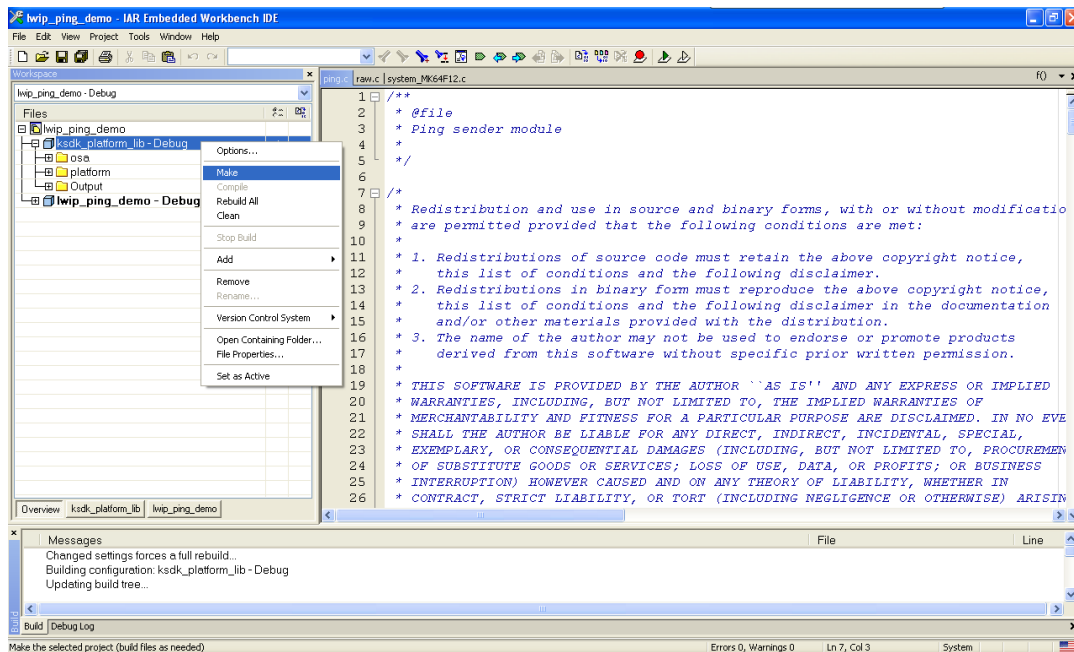 lwip_ping_demo - IAR Embedded Workbench IDE
File Edit View Project Tools Window Help
Workspace
lwip_ping_demo - Debug
Files
lwip_ping_demo
ksdk_platform_lib - Debug
osa
platform
Output
lwip_ping_demo - Debug
Options...
Make
Compile
Rebuild All
Clean
Stop Build
Add
Remove
Rename...
Version Control System
Open Containing Folder...
File Properties...
Set as Active
Overview ksdk_platform_lib lwip_ping_demo
ping.c raw.c system_MK64F12.c f()
1 /**
2 * @file
3 * Ping sender module
4 *
5 */
6
7 /*
8 * Redistribution and use in source and binary forms, with or without modificatio
9 * are permitted provided that the following conditions are met:
10 *
11 * 1. Redistributions of source code must retain the above copyright notice,
12 * this list of conditions and the following disclaimer.
13 * 2. Redistributions in binary form must reproduce the above copyright notice,
14 * this list of conditions and the following disclaimer in the documentation
15 * and/or other materials provided with the distribution.
16 * 3. The name of the author may not be used to endorse or promote products
17 * derived from this software without specific prior written permission.
18 *
19 * THIS SOFTWARE IS PROVIDED BY THE AUTHOR ``AS IS'' AND ANY EXPRESS OR IMPLIED
20 * WARRANTIES, INCLUDING, BUT NOT LIMITED TO, THE IMPLIED WARRANTIES OF
21 * MERCHANTABILITY AND FITNESS FOR A PARTICULAR PURPOSE ARE DISCLAIMED. IN NO EVE
22 * SHALL THE AUTHOR BE LIABLE FOR ANY DIRECT, INDIRECT, INCIDENTAL, SPECIAL,
23 * EXEMPLARY, OR CONSEQUENTIAL DAMAGES (INCLUDING, BUT NOT LIMITED TO, PROCUREMEN
24 * OF SUBSTITUTE GOODS OR SERVICES; LOSS OF USE, DATA, OR PROFITS; OR BUSINESS
25 * INTERRUPTION) HOWEVER CAUSED AND ON ANY THEORY OF LIABILITY, WHETHER IN
26 * CONTRACT, STRICT LIABILITY, OR TORT (INCLUDING NEGLIGENCE OR OTHERWISE) ARISIN
Messages File Line
Changed settings forces a full rebuild...
Building configuration: ksdk_platform_lib - Debug
Updating build tree...
Build
Build Debug Log
Make the selected project (build files as needed) Errors 0, Warnings 0 Ln 7, Col 3 System